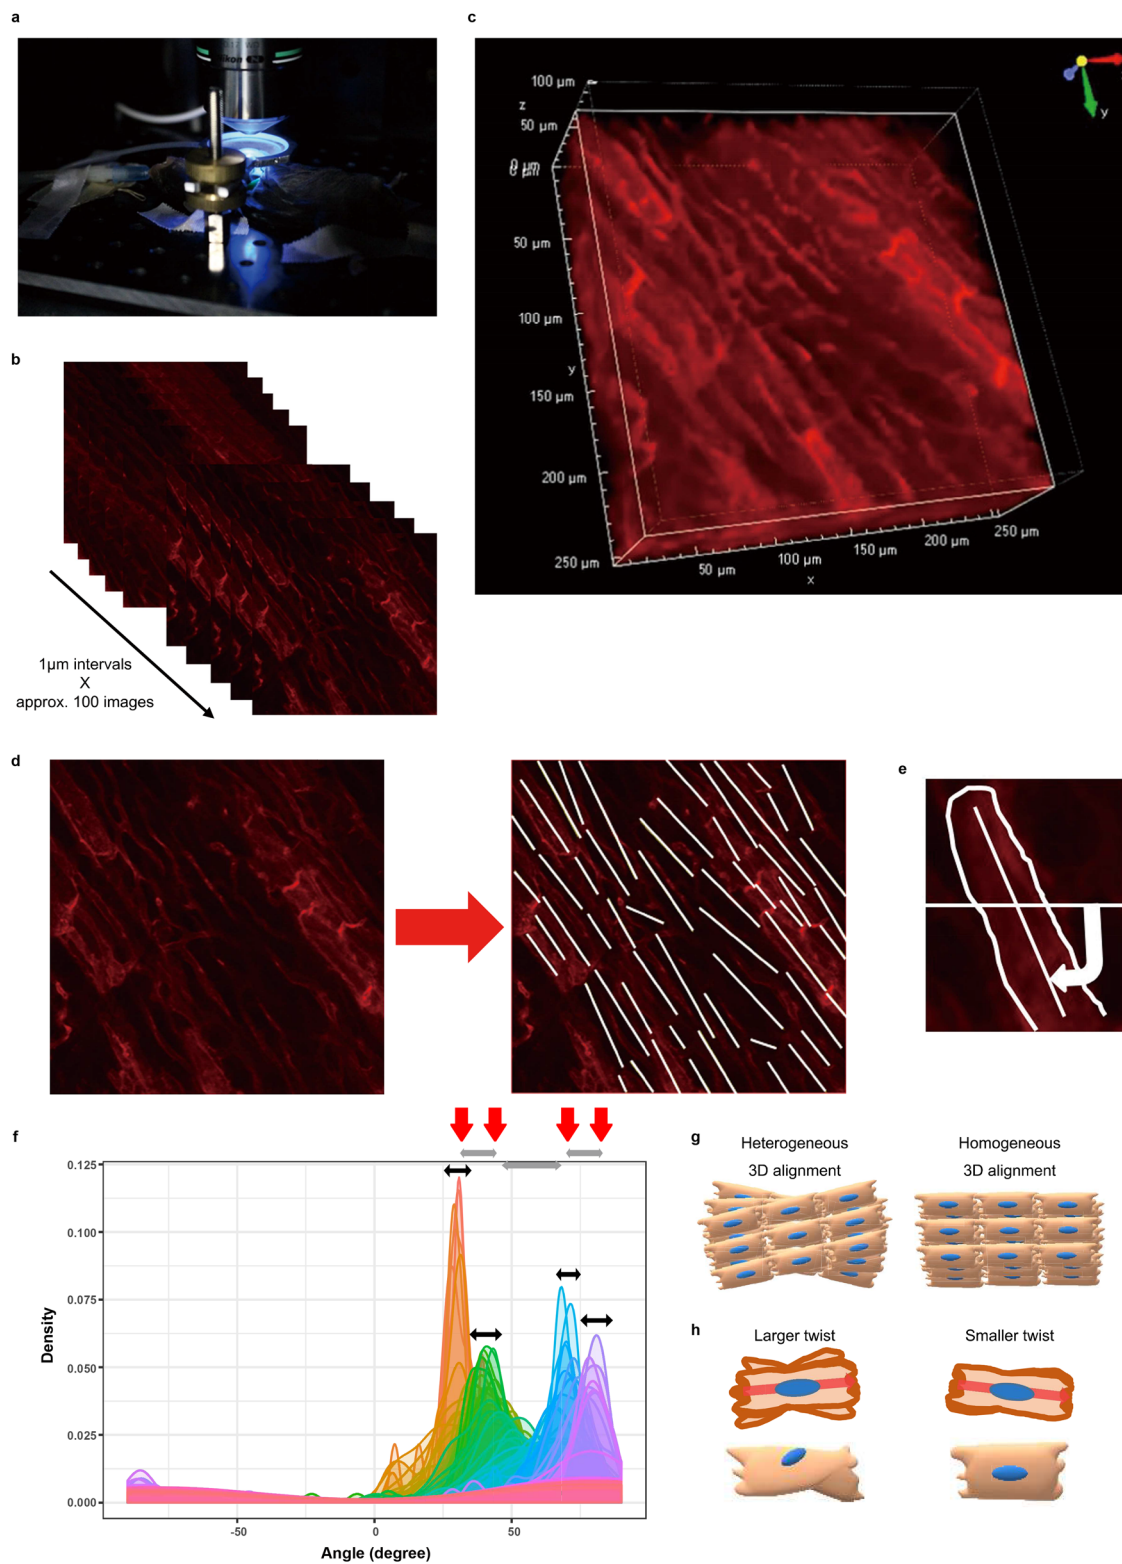 a
Nikon
c
100 µm
z
50 µm
0 µm
50 µm
100 µm
y
150 µm
200 µm
250 µm
50 µm
100 µm
150 µm
200 µm
250 µm
x
y
b
1µm intervals
X
approx. 100 images
d
e
f
0.125
0.100
0.075
0.050
0.025
0.000
Density
-50
0
50
Angle (degree)
g
Heterogeneous
3D alignment
Homogeneous
3D alignment
h
Larger twist
Smaller twist